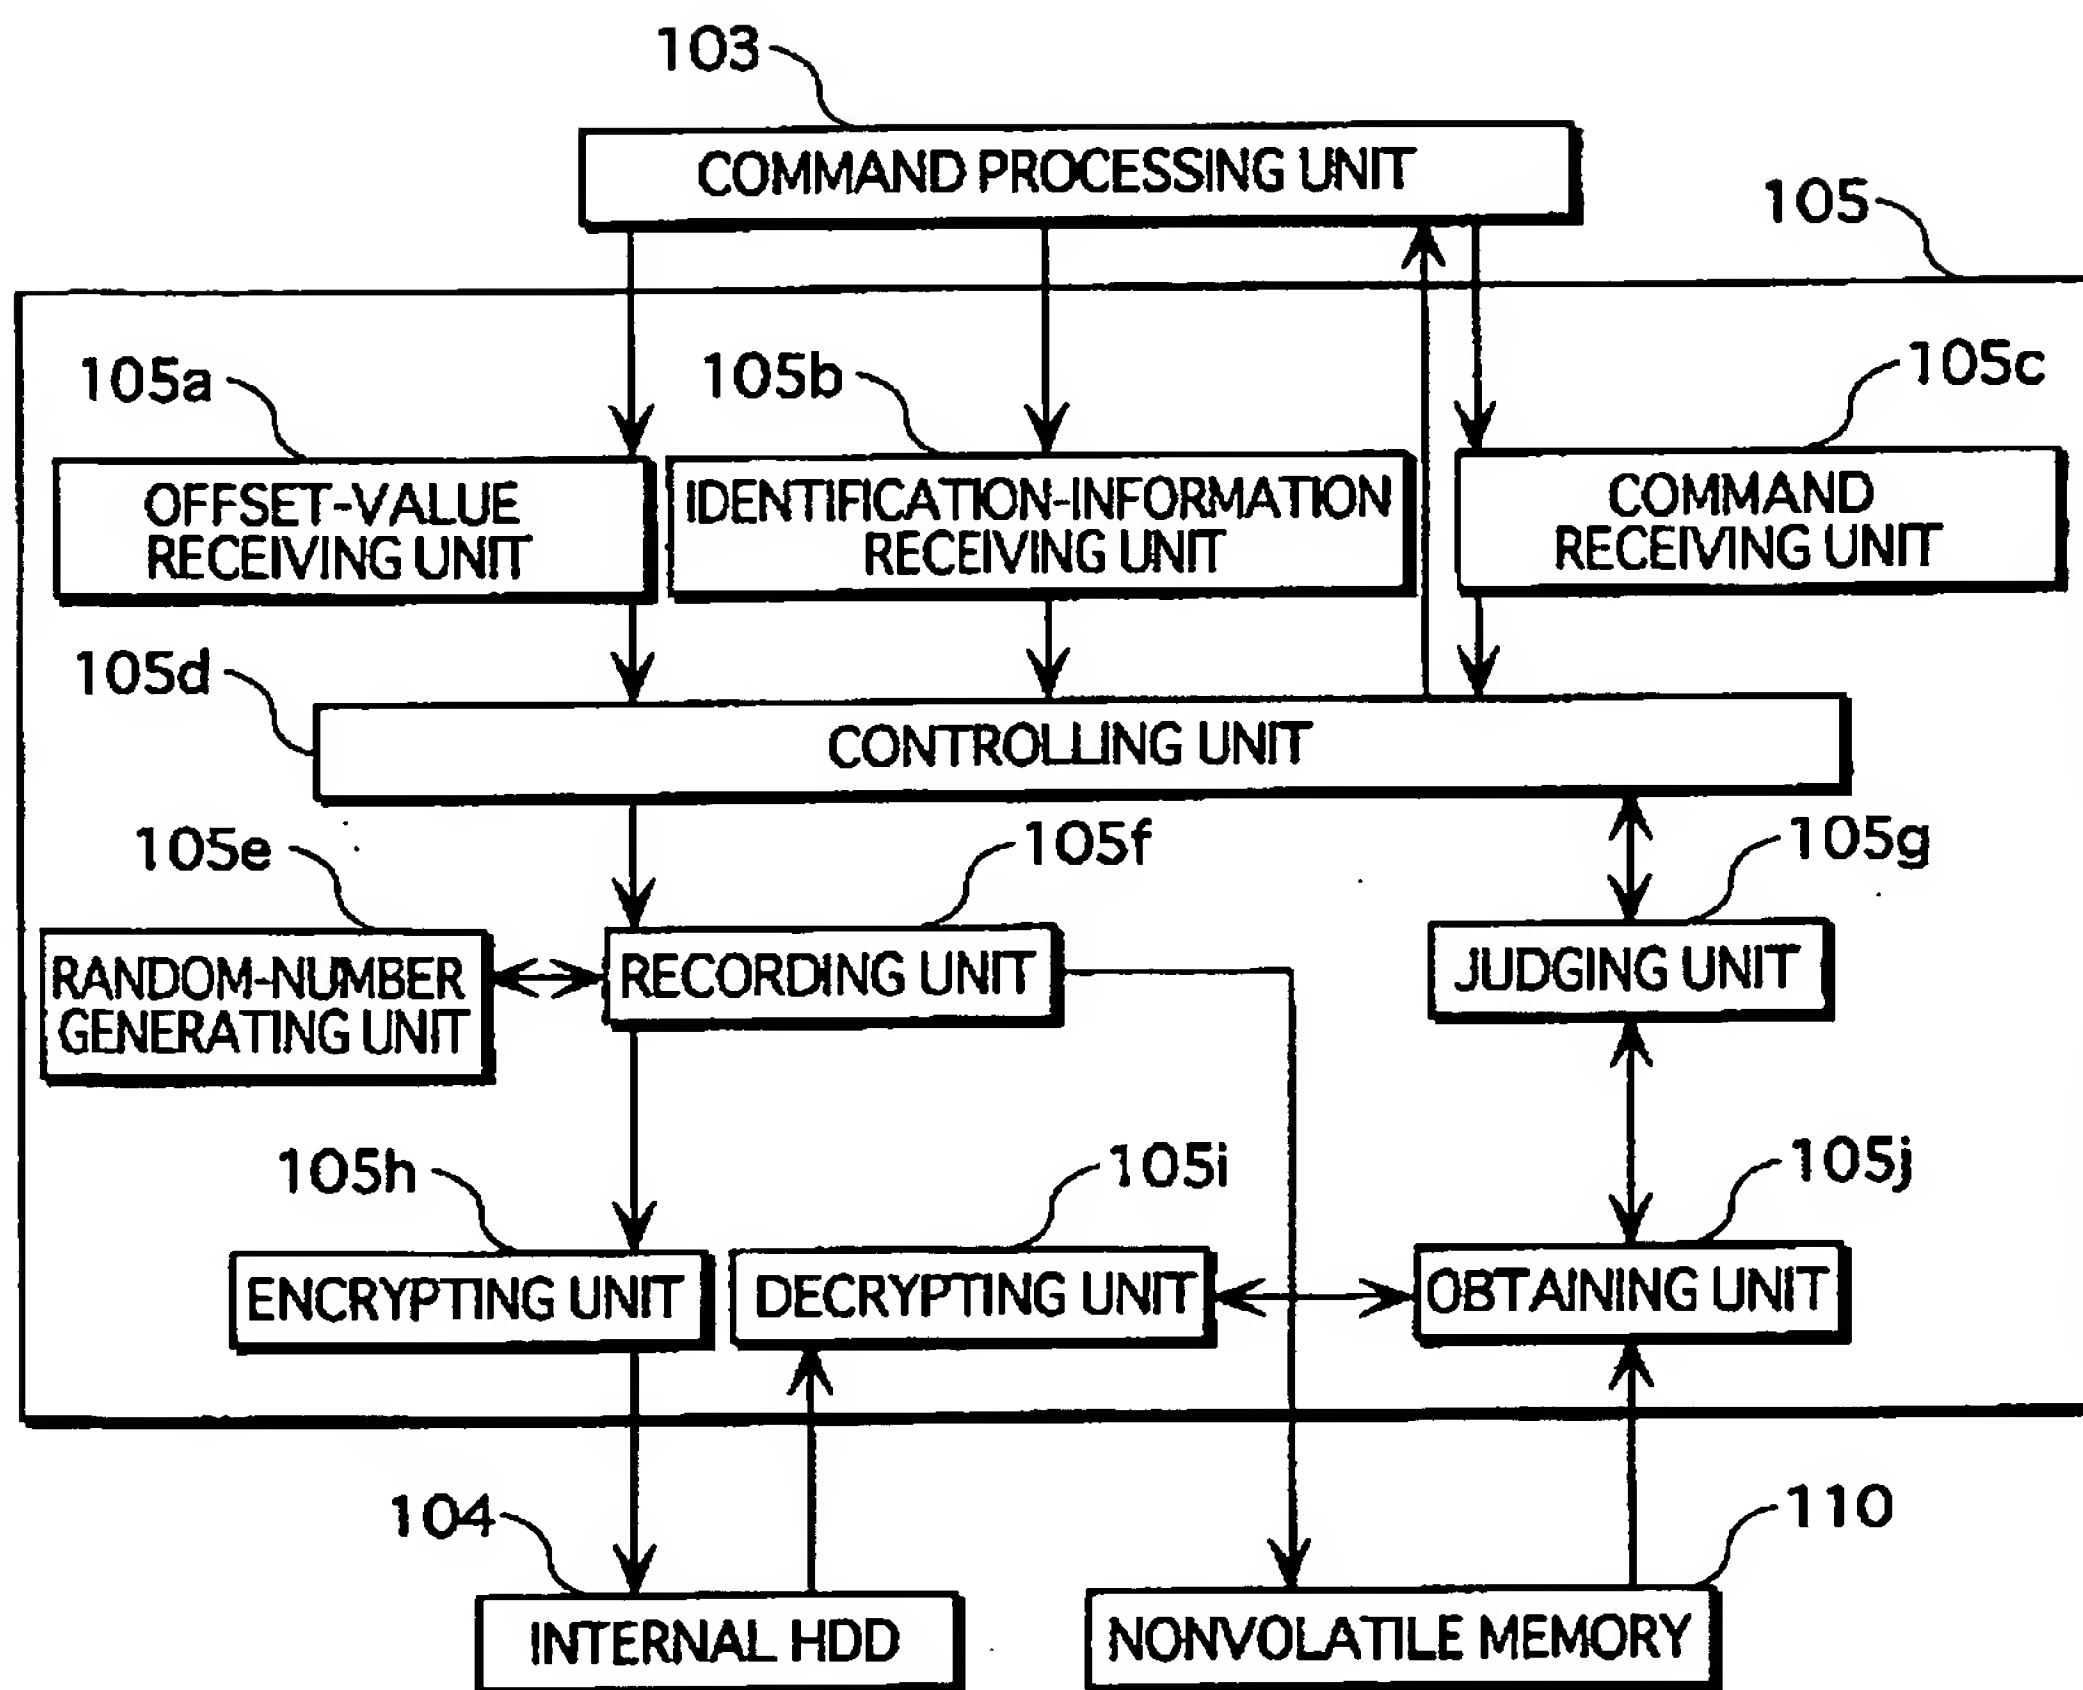 103
COMMAND PROCESSING UNIT
105
105a
105b
105c
OFFSET-VALUE
RECEIVING UNIT
IDENTIFICATION-INFORMATION
RECEIVING UNIT
COMMAND
RECEIVING UNIT
105d
CONTROLLING UNIT
105e
105f
105g
RANDOM-NUMBER
GENERATING UNIT
RECORDING UNIT
JUDGING UNIT
105h
105i
105j
ENCRYPTING UNIT
DECRYPTING UNIT
OBTAINING UNIT
104
110
INTERNAL HDD
NONVOLATILE MEMORY